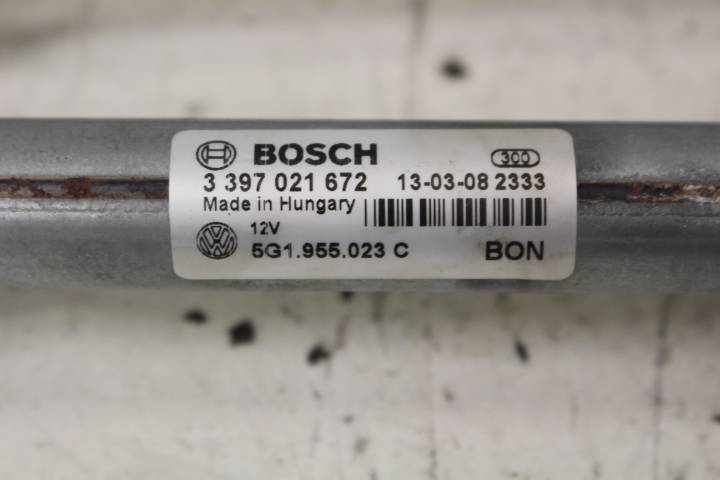 BOSCH 300
3 397 021 672 13-03-08 2333
Made in Hungary
12V
5G1.955.023 C BON